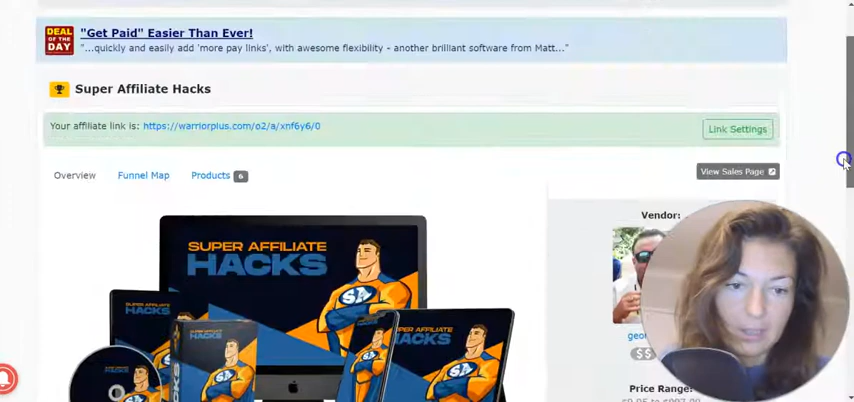 DEAL
OF THE
DAY
"Get Paid" Easier Than Ever!
"...quickly and easily add 'more pay links', with awesome flexibility - another brilliant software from Matt..."
Super Affiliate Hacks
Your affiliate link is: https://warriorplus.com/o2/a/xnf6y6/0
Link Settings
Overview
Funnel Map
Products 6
View Sales Page
Vendor:
SUPER AFFILIATE
HACKS
SA
HACKS
$$
Price Range: